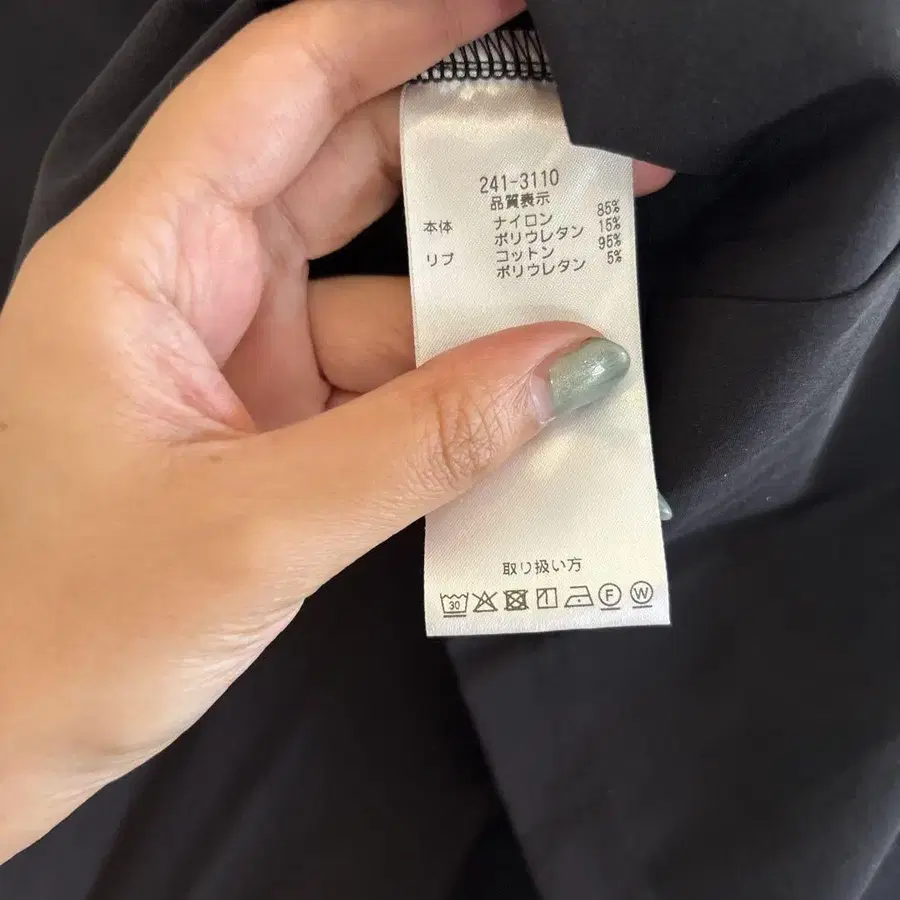 241-3110
品質表示
本体 ナイロン 85%
ポリウレタン 15%
リブ コットン 95%
ポリウレタン 5%
取り扱い方
30 F W